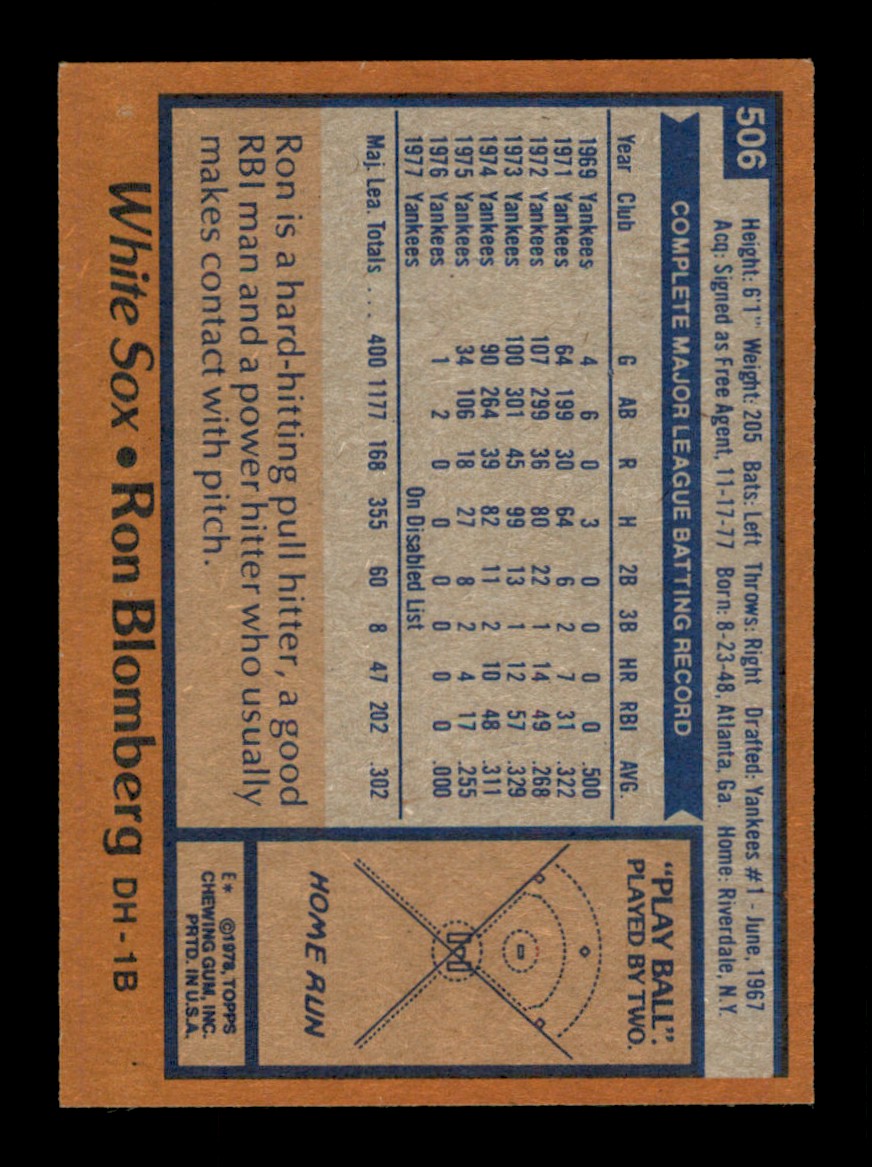 506
Height: 6'1" Weight: 205 Bats: Left Throws: Right Drafted: Yankees #1 - June, 1967
Acq: Signed as Free Agent, 11-17-77 Born: 8-23-48, Atlanta, Ga. Home: Riverdale, N.Y.
COMPLETE MAJOR LEAGUE BATTING RECORD
Year Club G AB R H 2B 3B HR RBI AVG.
1969 Yankees 4 6 0 3 0 0 0 0 .500
1971 Yankees 64 199 30 64 6 2 7 31 .322
1972 Yankees 107 299 36 80 22 1 14 49 .268
1973 Yankees 100 301 45 99 13 1 12 57 .329
1974 Yankees 90 264 39 82 11 2 10 48 .311
1975 Yankees 34 106 18 27 8 2 4 17 .255
1976 Yankees 1 2 0 0 0 0 0 0 .000
1977 Yankees On Disabled List
Maj. Lea. Totals ... 400 1177 168 355 60 8 47 202 .302
Ron is a hard-hitting pull hitter, a good
RBI man and a power hitter who usually
makes contact with pitch.
"PLAY BALL".
PLAYED BY TWO.
HOME RUN
E* ©1978, TOPPS
CHEWING GUM, INC.
PRTD. IN U.S.A.
White Sox • Ron Blomberg DH - 1B